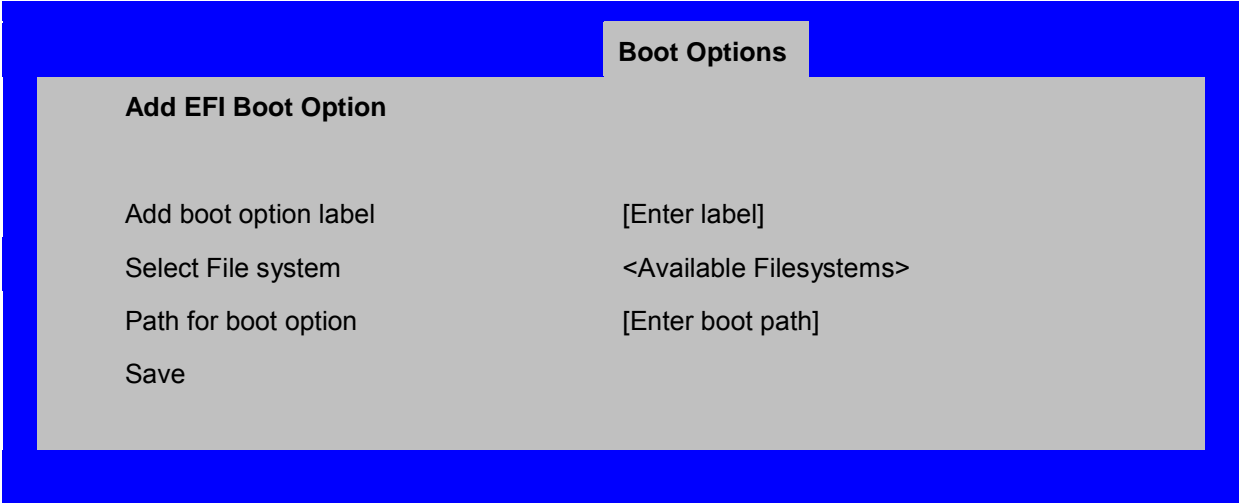 Boot Options
Add EFI Boot Option
Add boot option label [Enter label]
Select File system <Available Filesystems>
Path for boot option [Enter boot path]
Save